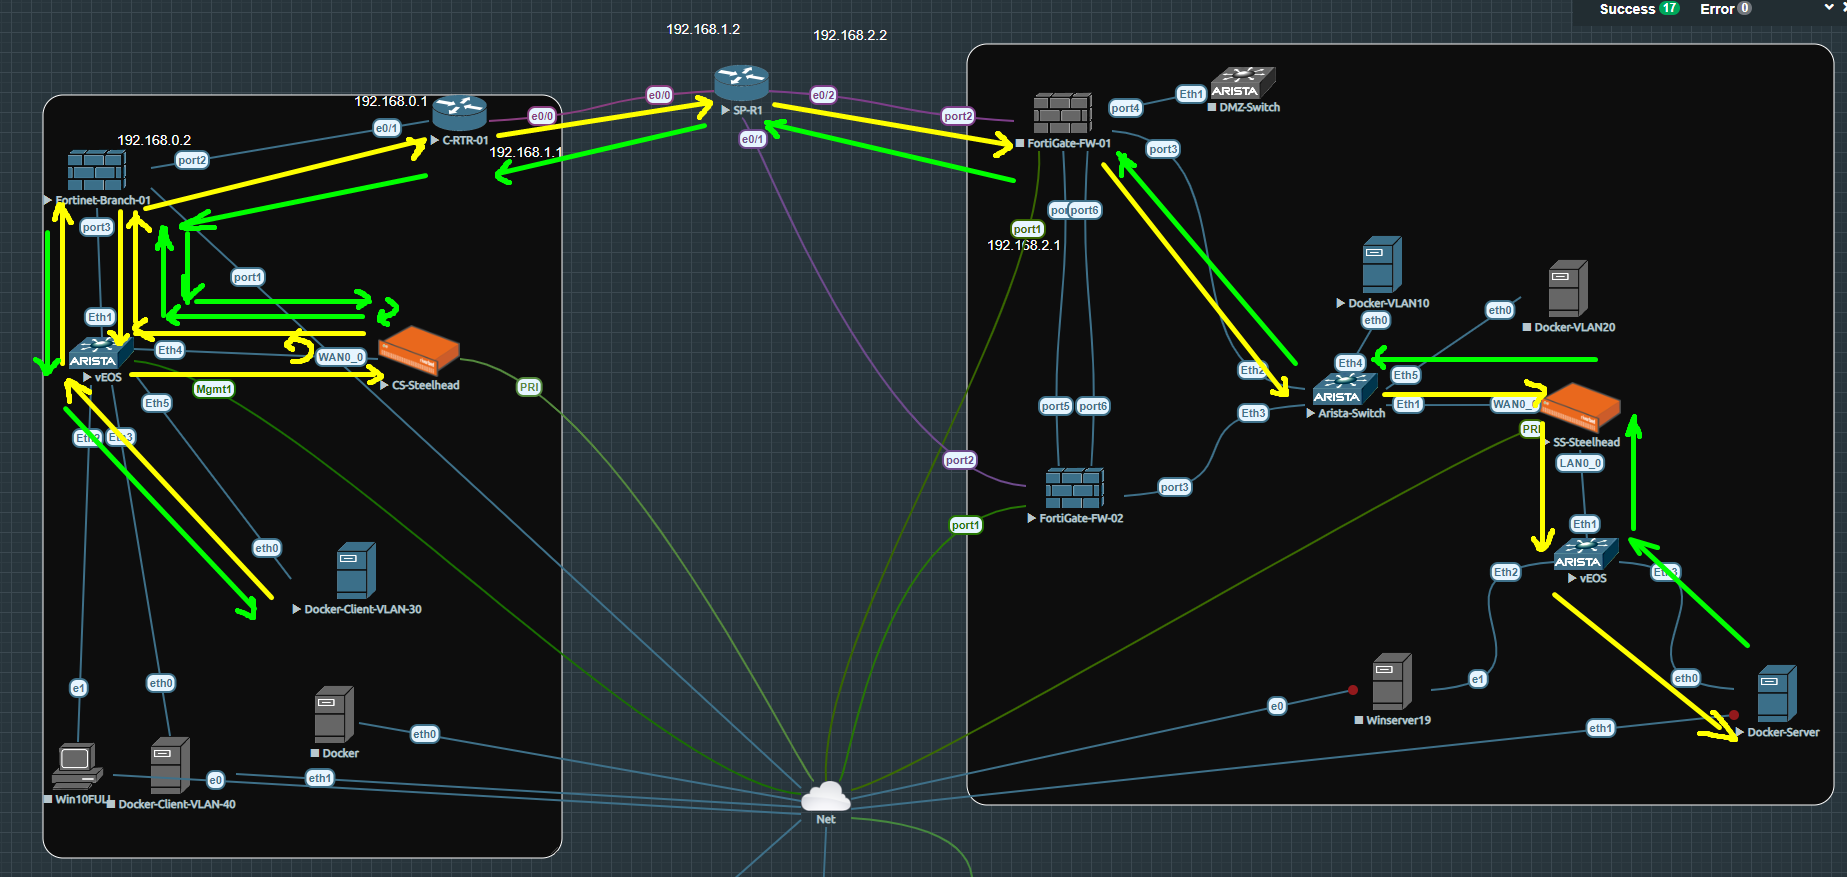 Success 17 Error 0
192.168.1.2
192.168.2.2
192.168.0.1
e0/0
e0/2
SP-R1
e0/0
e0/1
C-RTR-01
192.168.1.1
e0/1
192.168.0.2
port2
Fortinet-Branch-01
port3
port1
Eth1
Eth4
WAN0_0
ARISTA
vEOS
CS-Steelhead
PRI
Mgmt1
Eth5
Eth3
eth0
Docker-Client-VLAN-30
e1
eth0
Docker
eth0
Docker-Client-VLAN-40
e0
eth1
Net
port2
port4
Eth1
DMZ-Switch
FortiGate-FW-01
port3
port6
port1
192.168.2.1
Docker-VLAN10
eth0
eth0
Docker-VLAN20
Eth4
Eth5
Eth2
ARISTA
Arista-Switch
Eth1
Eth3
port5
port6
port2
FortiGate-FW-02
port3
port1
SS-Steelhead
LAN0_0
Eth1
ARISTA
vEOS
Eth2
Eth3
e1
eth0
Winserver19
e0
Docker-Server
eth1